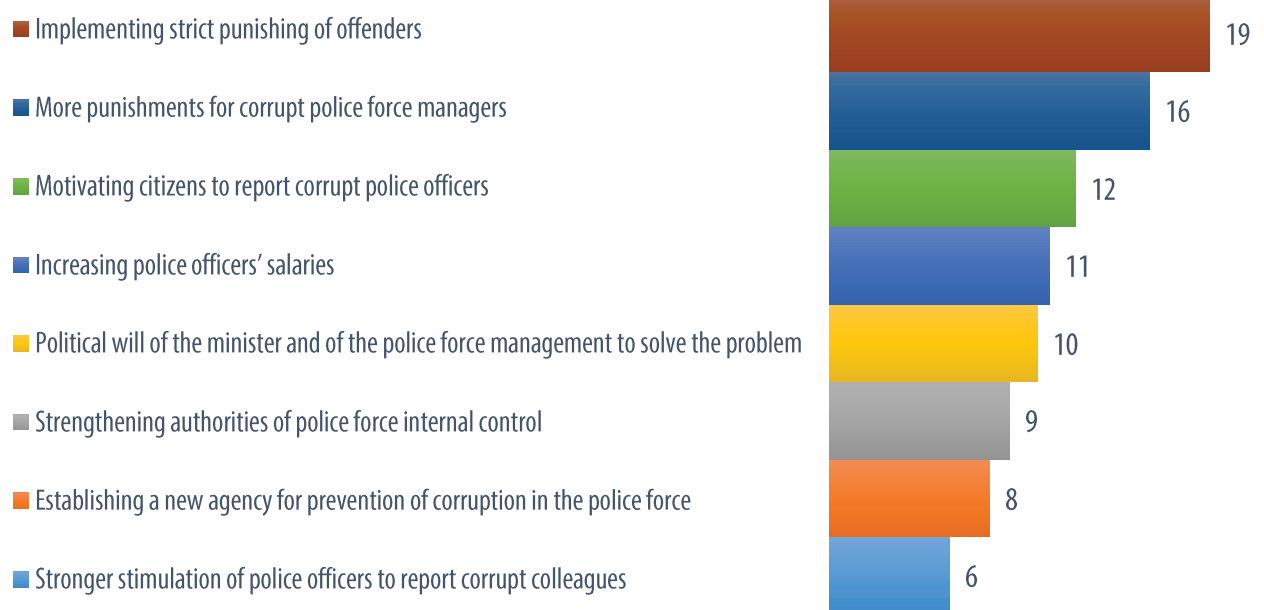 Implementing strict punishing of offenders 19
More punishments for corrupt police force managers 16
Motivating citizens to report corrupt police officers 12
Increasing police officers’ salaries 11
Political will of the minister and of the police force management to solve the problem 10
Strengthening authorities of police force internal control 9
Establishing a new agency for prevention of corruption in the police force 8
Stronger stimulation of police officers to report corrupt colleagues 6